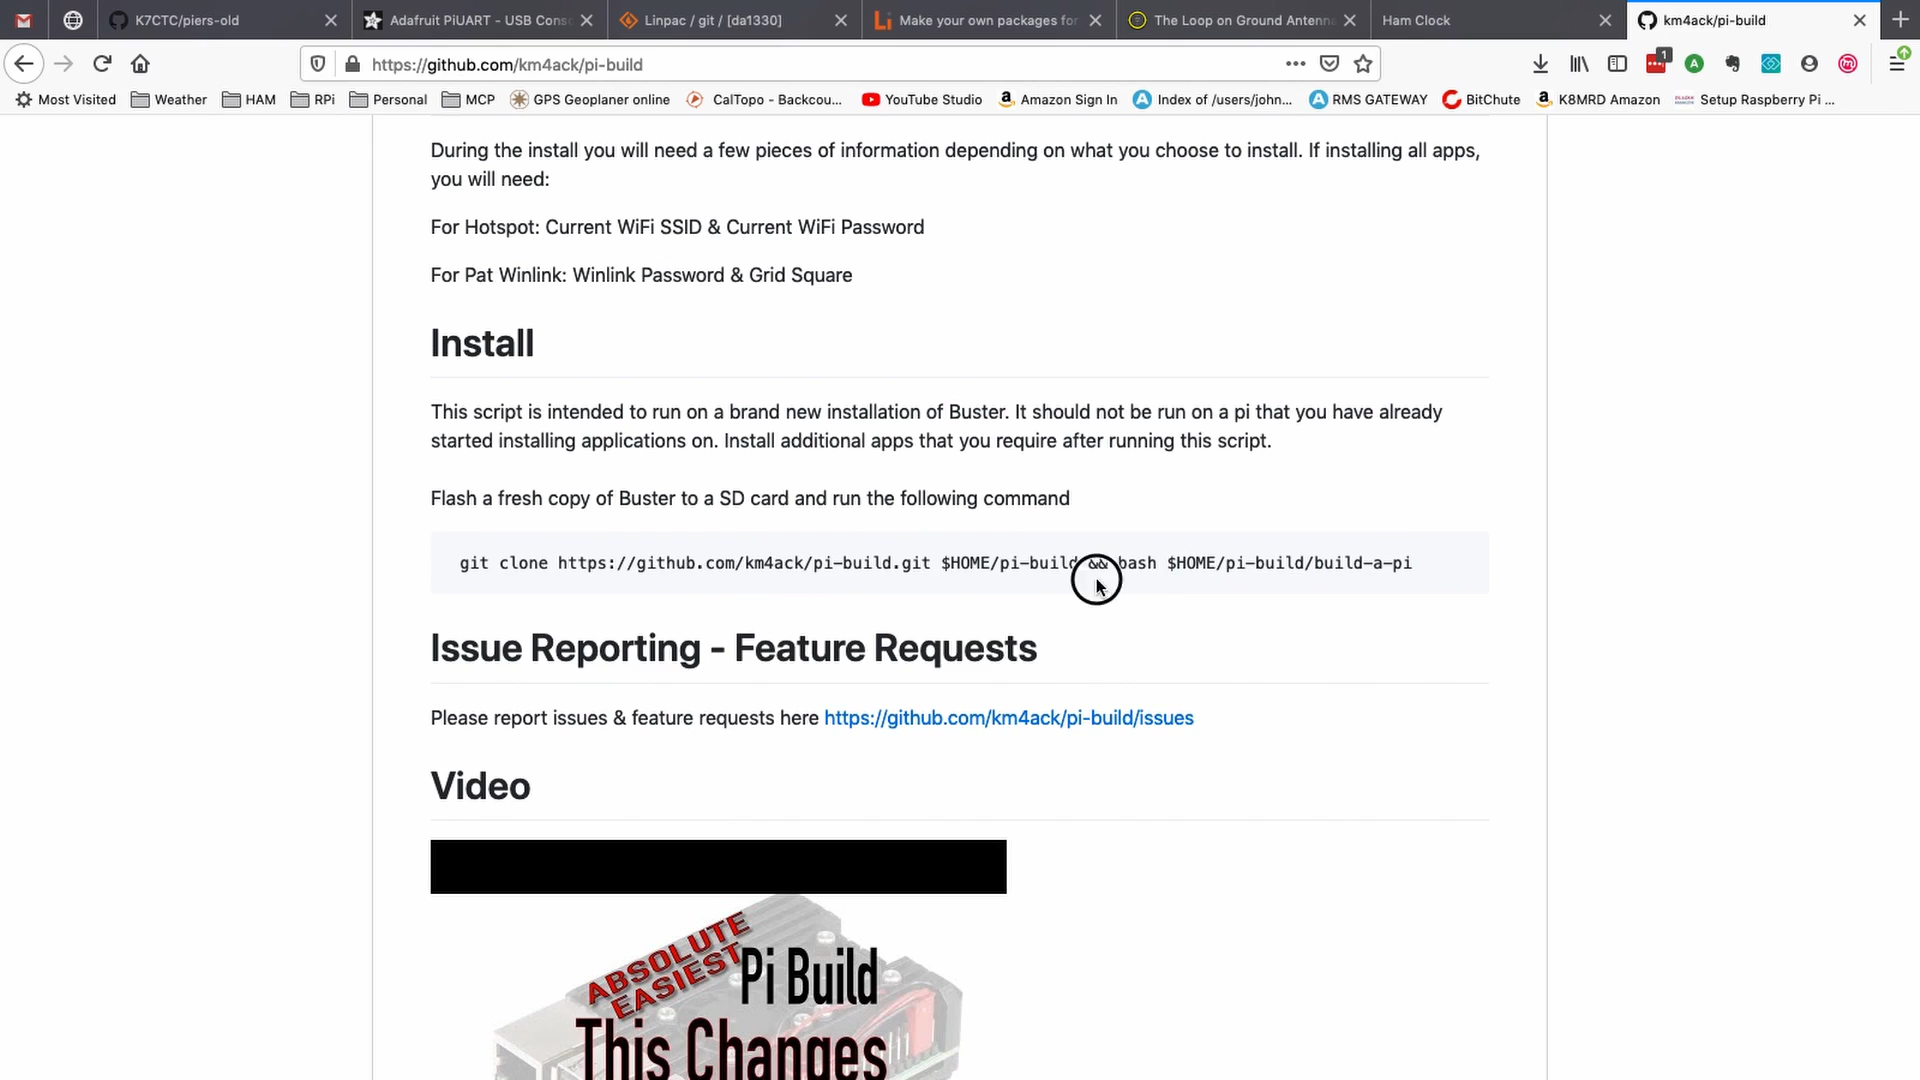 K7CTC/piers-old
Adafruit PiUART - USB Conso
Linpac / git / [da1330]
Make your own packages for
The Loop on Ground Antenna
Ham Clock
km4ack/pi-build
https://github.com/km4ack/pi-build
1
Most Visited
Weather
HAM
RPi
Personal
MCP
GPS Geoplaner online
CalTopo - Backcou...
YouTube Studio
Amazon Sign In
Index of /users/john...
RMS GATEWAY
BitChute
K8MRD Amazon
Setup Raspberry Pi ...
During the install you will need a few pieces of information depending on what you choose to install. If installing all apps,
you will need:
For Hotspot: Current WiFi SSID & Current WiFi Password
For Pat Winlink: Winlink Password & Grid Square
Install
This script is intended to run on a brand new installation of Buster. It should not be run on a pi that you have already
started installing applications on. Install additional apps that you require after running this script.
Flash a fresh copy of Buster to a SD card and run the following command
git clone https://github.com/km4ack/pi-build.git $HOME/pi-build && bash $HOME/pi-build/build-a-pi
Issue Reporting - Feature Requests
Please report issues & feature requests here https://github.com/km4ack/pi-build/issues
Video
ABSOLUTE
EASIEST
Pi Build
This Changes